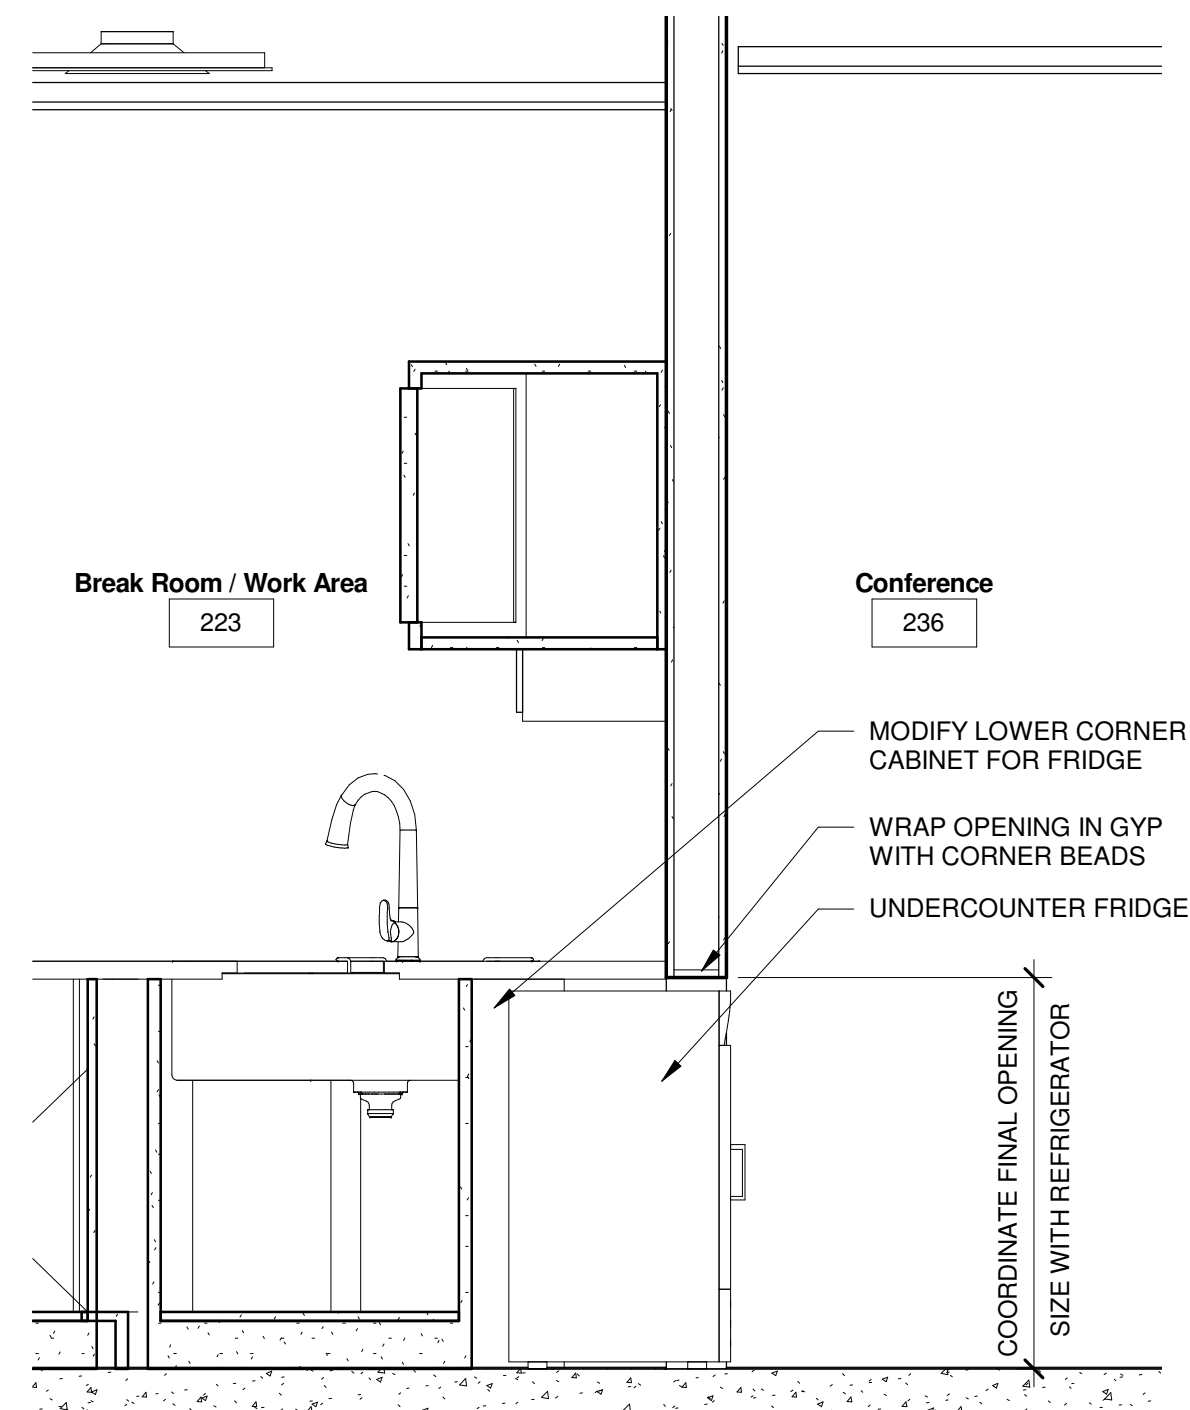 Break Room / Work Area
223
Conference
236
MODIFY LOWER CORNER
CABINET FOR FRIDGE
WRAP OPENING IN GYP
WITH CORNER BEADS
UNDERCOUNTER FRIDGE
COORDINATE FINAL OPENING
SIZE WITH REFRIGERATOR